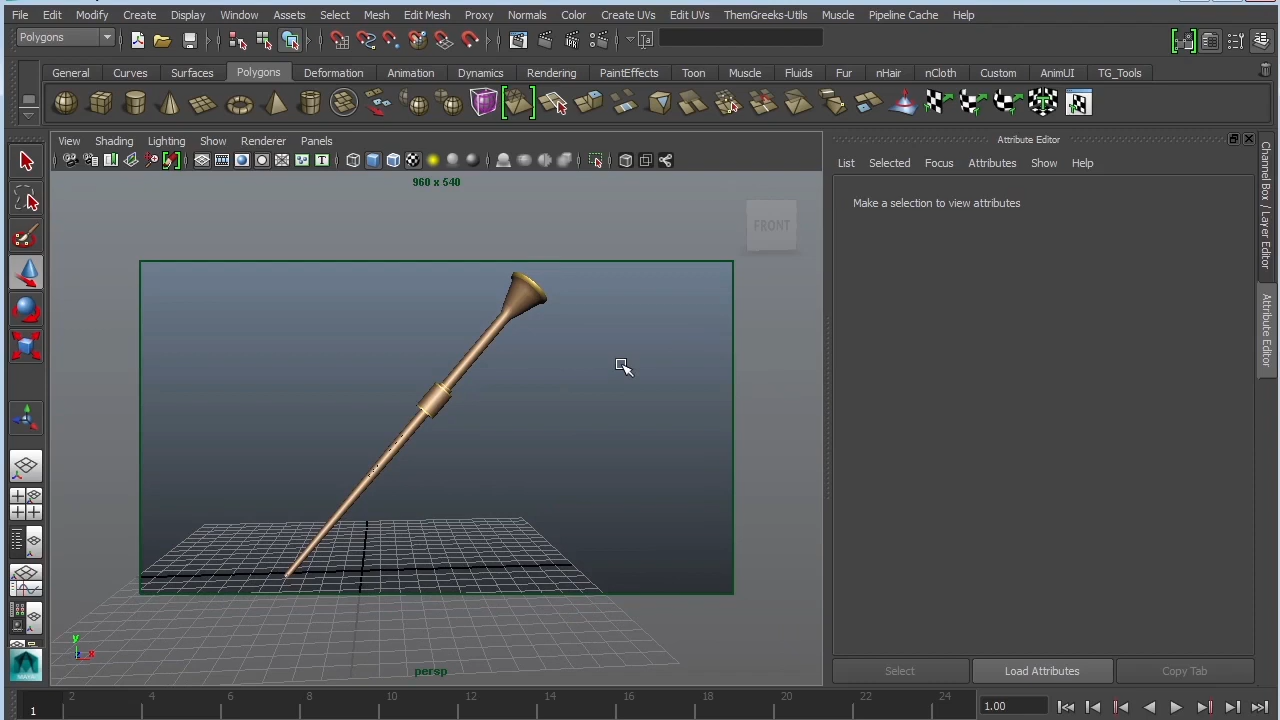 File Edit Modify Create Display Window Assets Select Mesh Edit Mesh Proxy Normals Color Create UVs Edit UVs ThemGreeks-Utils Muscle Pipeline Cache Help
Polygons
General Curves Surfaces Polygons Deformation Animation Dynamics Rendering PaintEffects Toon Muscle Fluids Fur nHair nCloth Custom AnimUI TG_Tools
View Shading Lighting Show Renderer Panels
960 x 540
FRONT
persp
y
x
Attribute Editor
List Selected Focus Attributes Show Help
Make a selection to view attributes
Select Load Attributes Copy Tab
Channel Box / Layer Editor
Attribute Editor
2 4 6 8 10 12 14 16 18 20 22 24
1
1.00